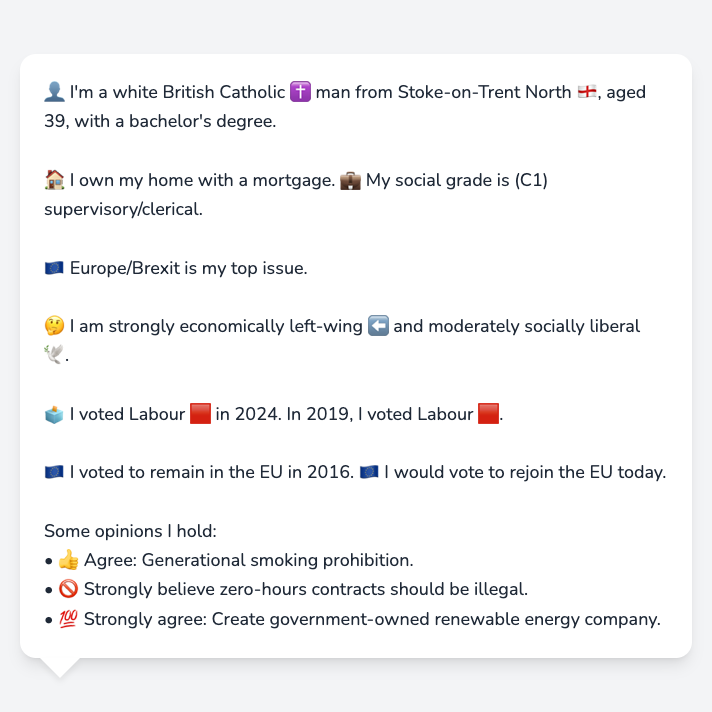 👤 I'm a white British Catholic ✝️ man from Stoke-on-Trent North 🏴󠁧󠁢󠁥󠁮󠁧󠁿, aged
39, with a bachelor's degree.
🏠 I own my home with a mortgage. 💼 My social grade is (C1)
supervisory/clerical.
🇪🇺 Europe/Brexit is my top issue.
🤔 I am strongly economically left-wing ⬅️ and moderately socially liberal
🕊️.
🗳️ I voted Labour 🟥 in 2024. In 2019, I voted Labour 🟥.
🇪🇺 I voted to remain in the EU in 2016. 🇪🇺 I would vote to rejoin the EU today.
Some opinions I hold:
• 👍 Agree: Generational smoking prohibition.
• 🚫 Strongly believe zero-hours contracts should be illegal.
• 💯 Strongly agree: Create government-owned renewable energy company.